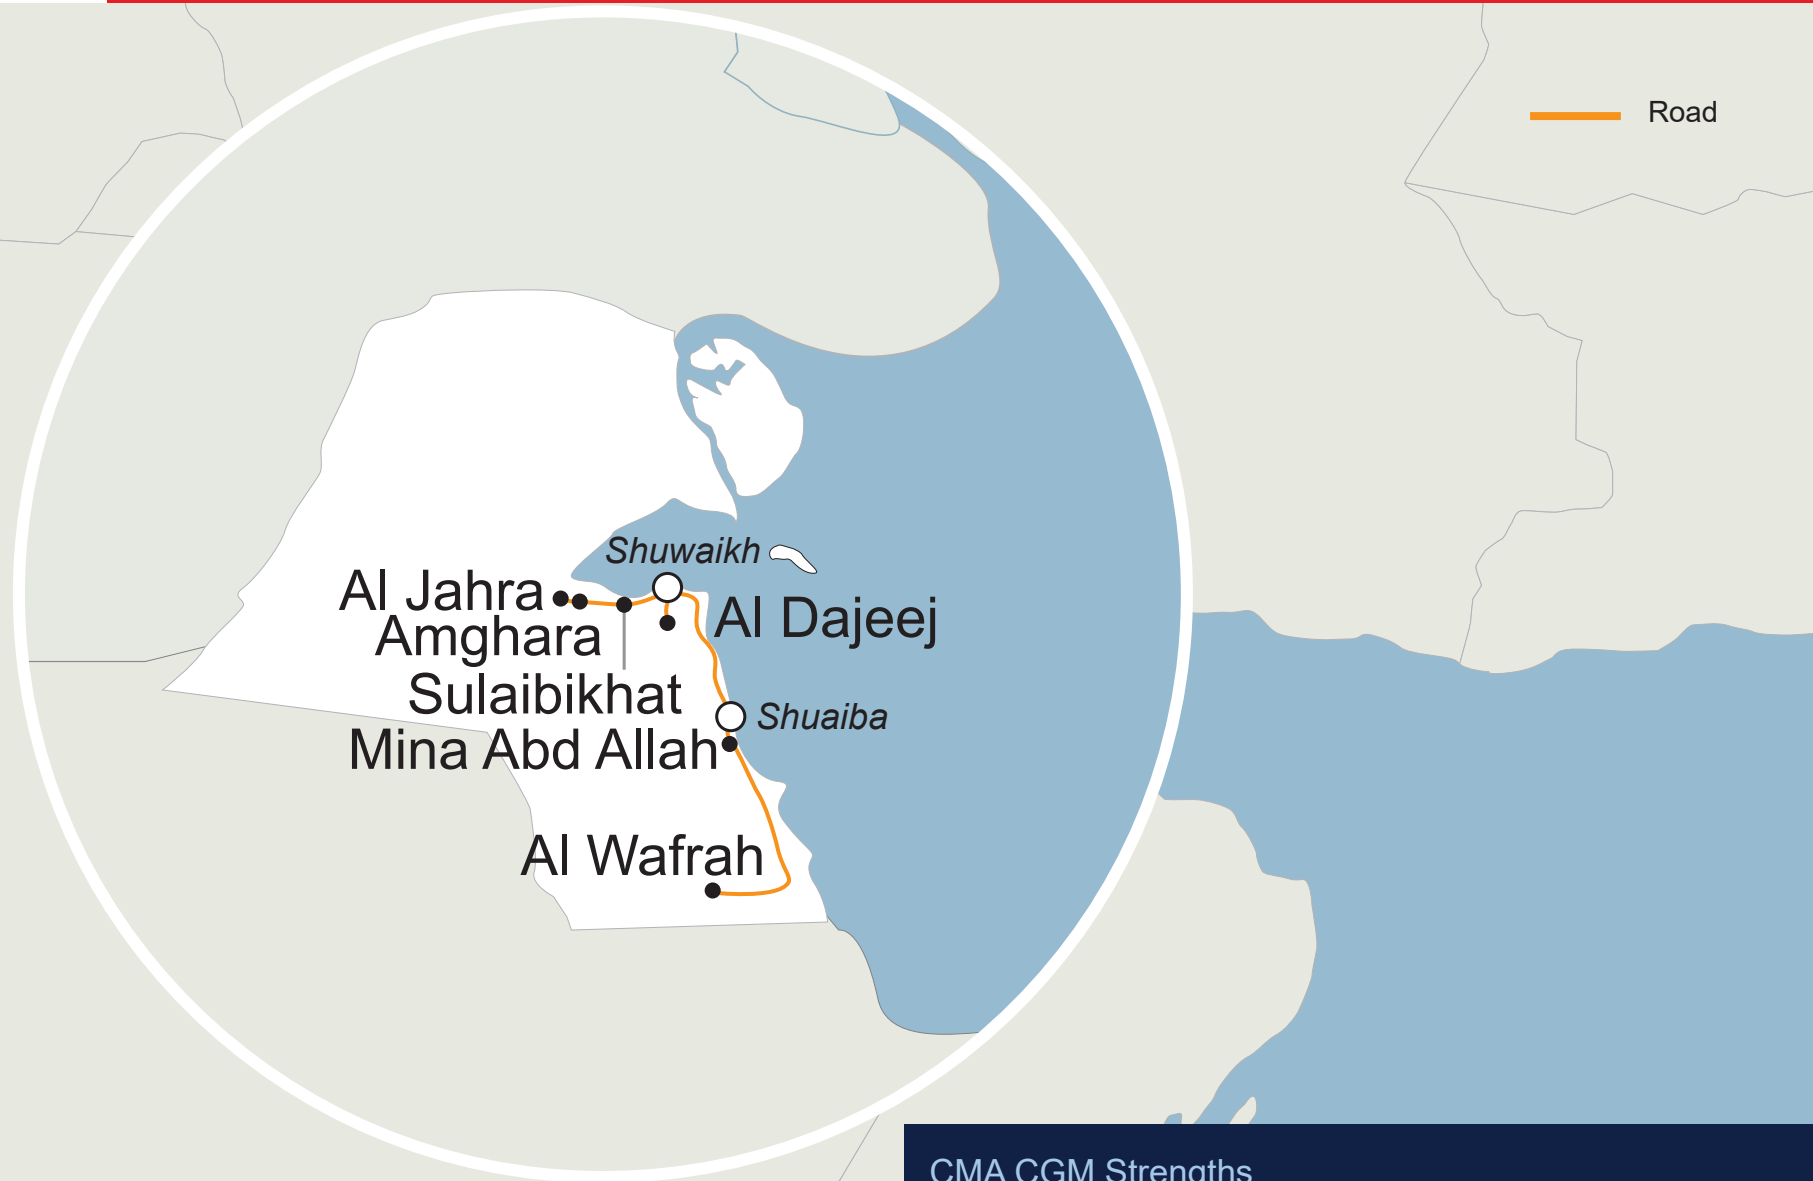 Road
Shuwaikh
Al Jahra
Al Dajeej
Amghara
Sulaibikhat
Shuaiba
Mina Abd Allah
Al Wafrah
CMA CGM Strengths